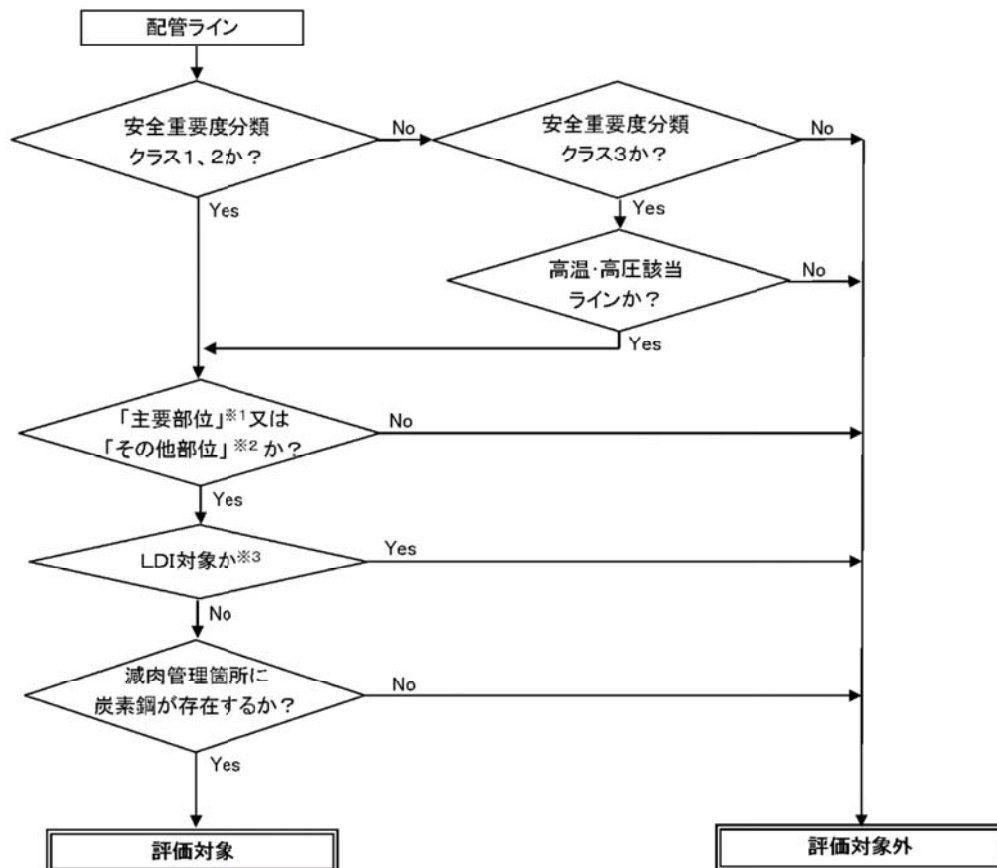 配管ライン
安全重要度分類
クラス1、2か？
No
安全重要度分類
クラス3か？
No
Yes
Yes
高温・高圧該当
ラインか？
No
Yes
「主要部位」※1又は
「その他部位」※2か？
No
Yes
LDI対象か※3
Yes
No
減肉管理箇所に
炭素鋼が存在するか？
No
Yes
評価対象
評価対象外